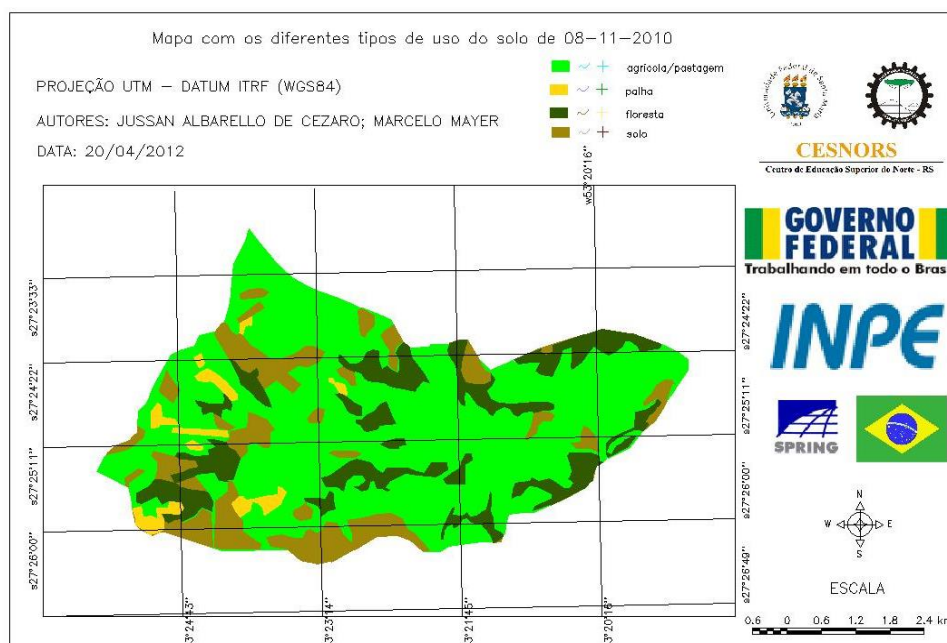 Mapa com os diferentes tipos de uso do solo de 08-11-2010
PROJEÇÃO UTM – DATUM ITRF (WGS84)
AUTORES: JUSSAN ALBARELLO DE CEZARO; MARCELO MAYER
DATA: 20/04/2012
agrícola/pastagem
palha
floresta
solo
Universidade Federal de Santa Maria
CESNORS
Centro de Educação Superior do Norte - RS
GOVERNO
FEDERAL
Trabalhando em todo o Bras
INPE
SPRING
N
W E
S
ESCALA
0.6 0 0.6 1.2 1.8 2.4 km
w53°20'16''
s27°23'33''
s27°24'22''
s27°25'11''
s27°26'00''
s27°24'22''
s27°25'11''
s27°26'00''
s27°26'49''
3°24'43''
3°23'14''
3°21'45''
3°20'16''